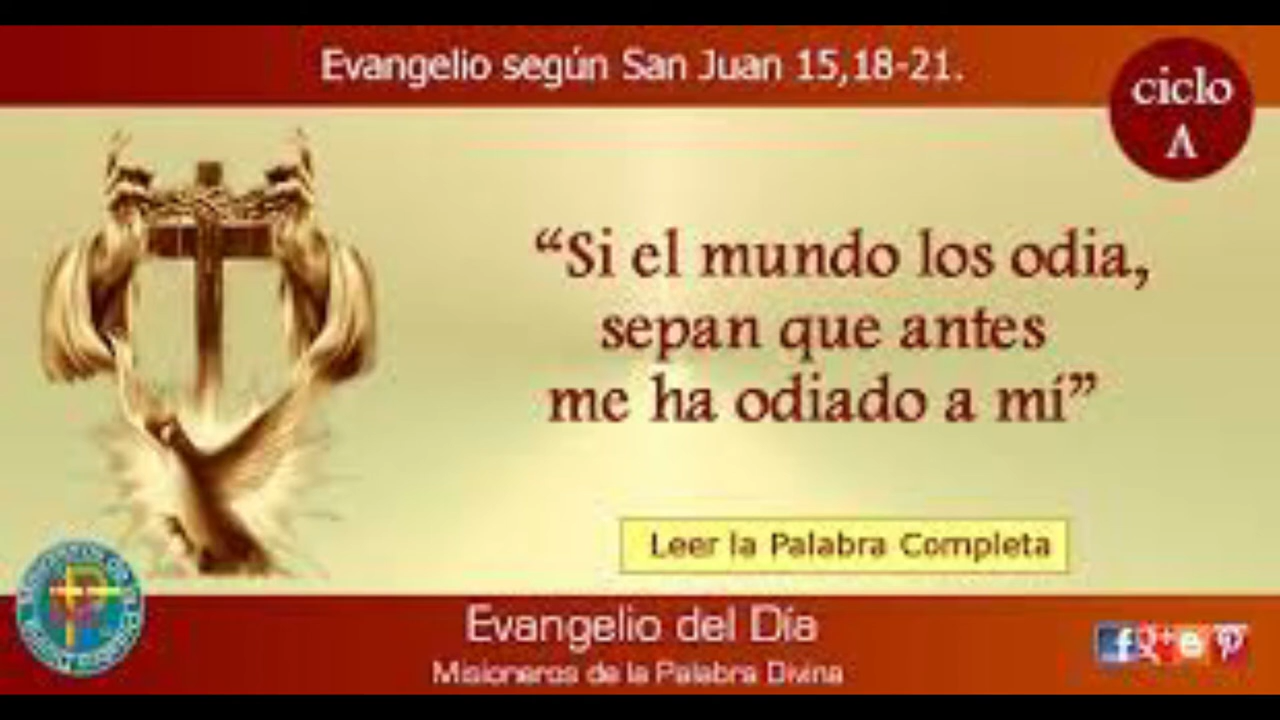 Evangelio según San Juan 15,18-21.
ciclo
A
“Si el mundo los odia,
sepan que antes
me ha odiado a mí”
Leer la Palabra Completa
Evangelio del Día
Misioneros de la Palabra Divina